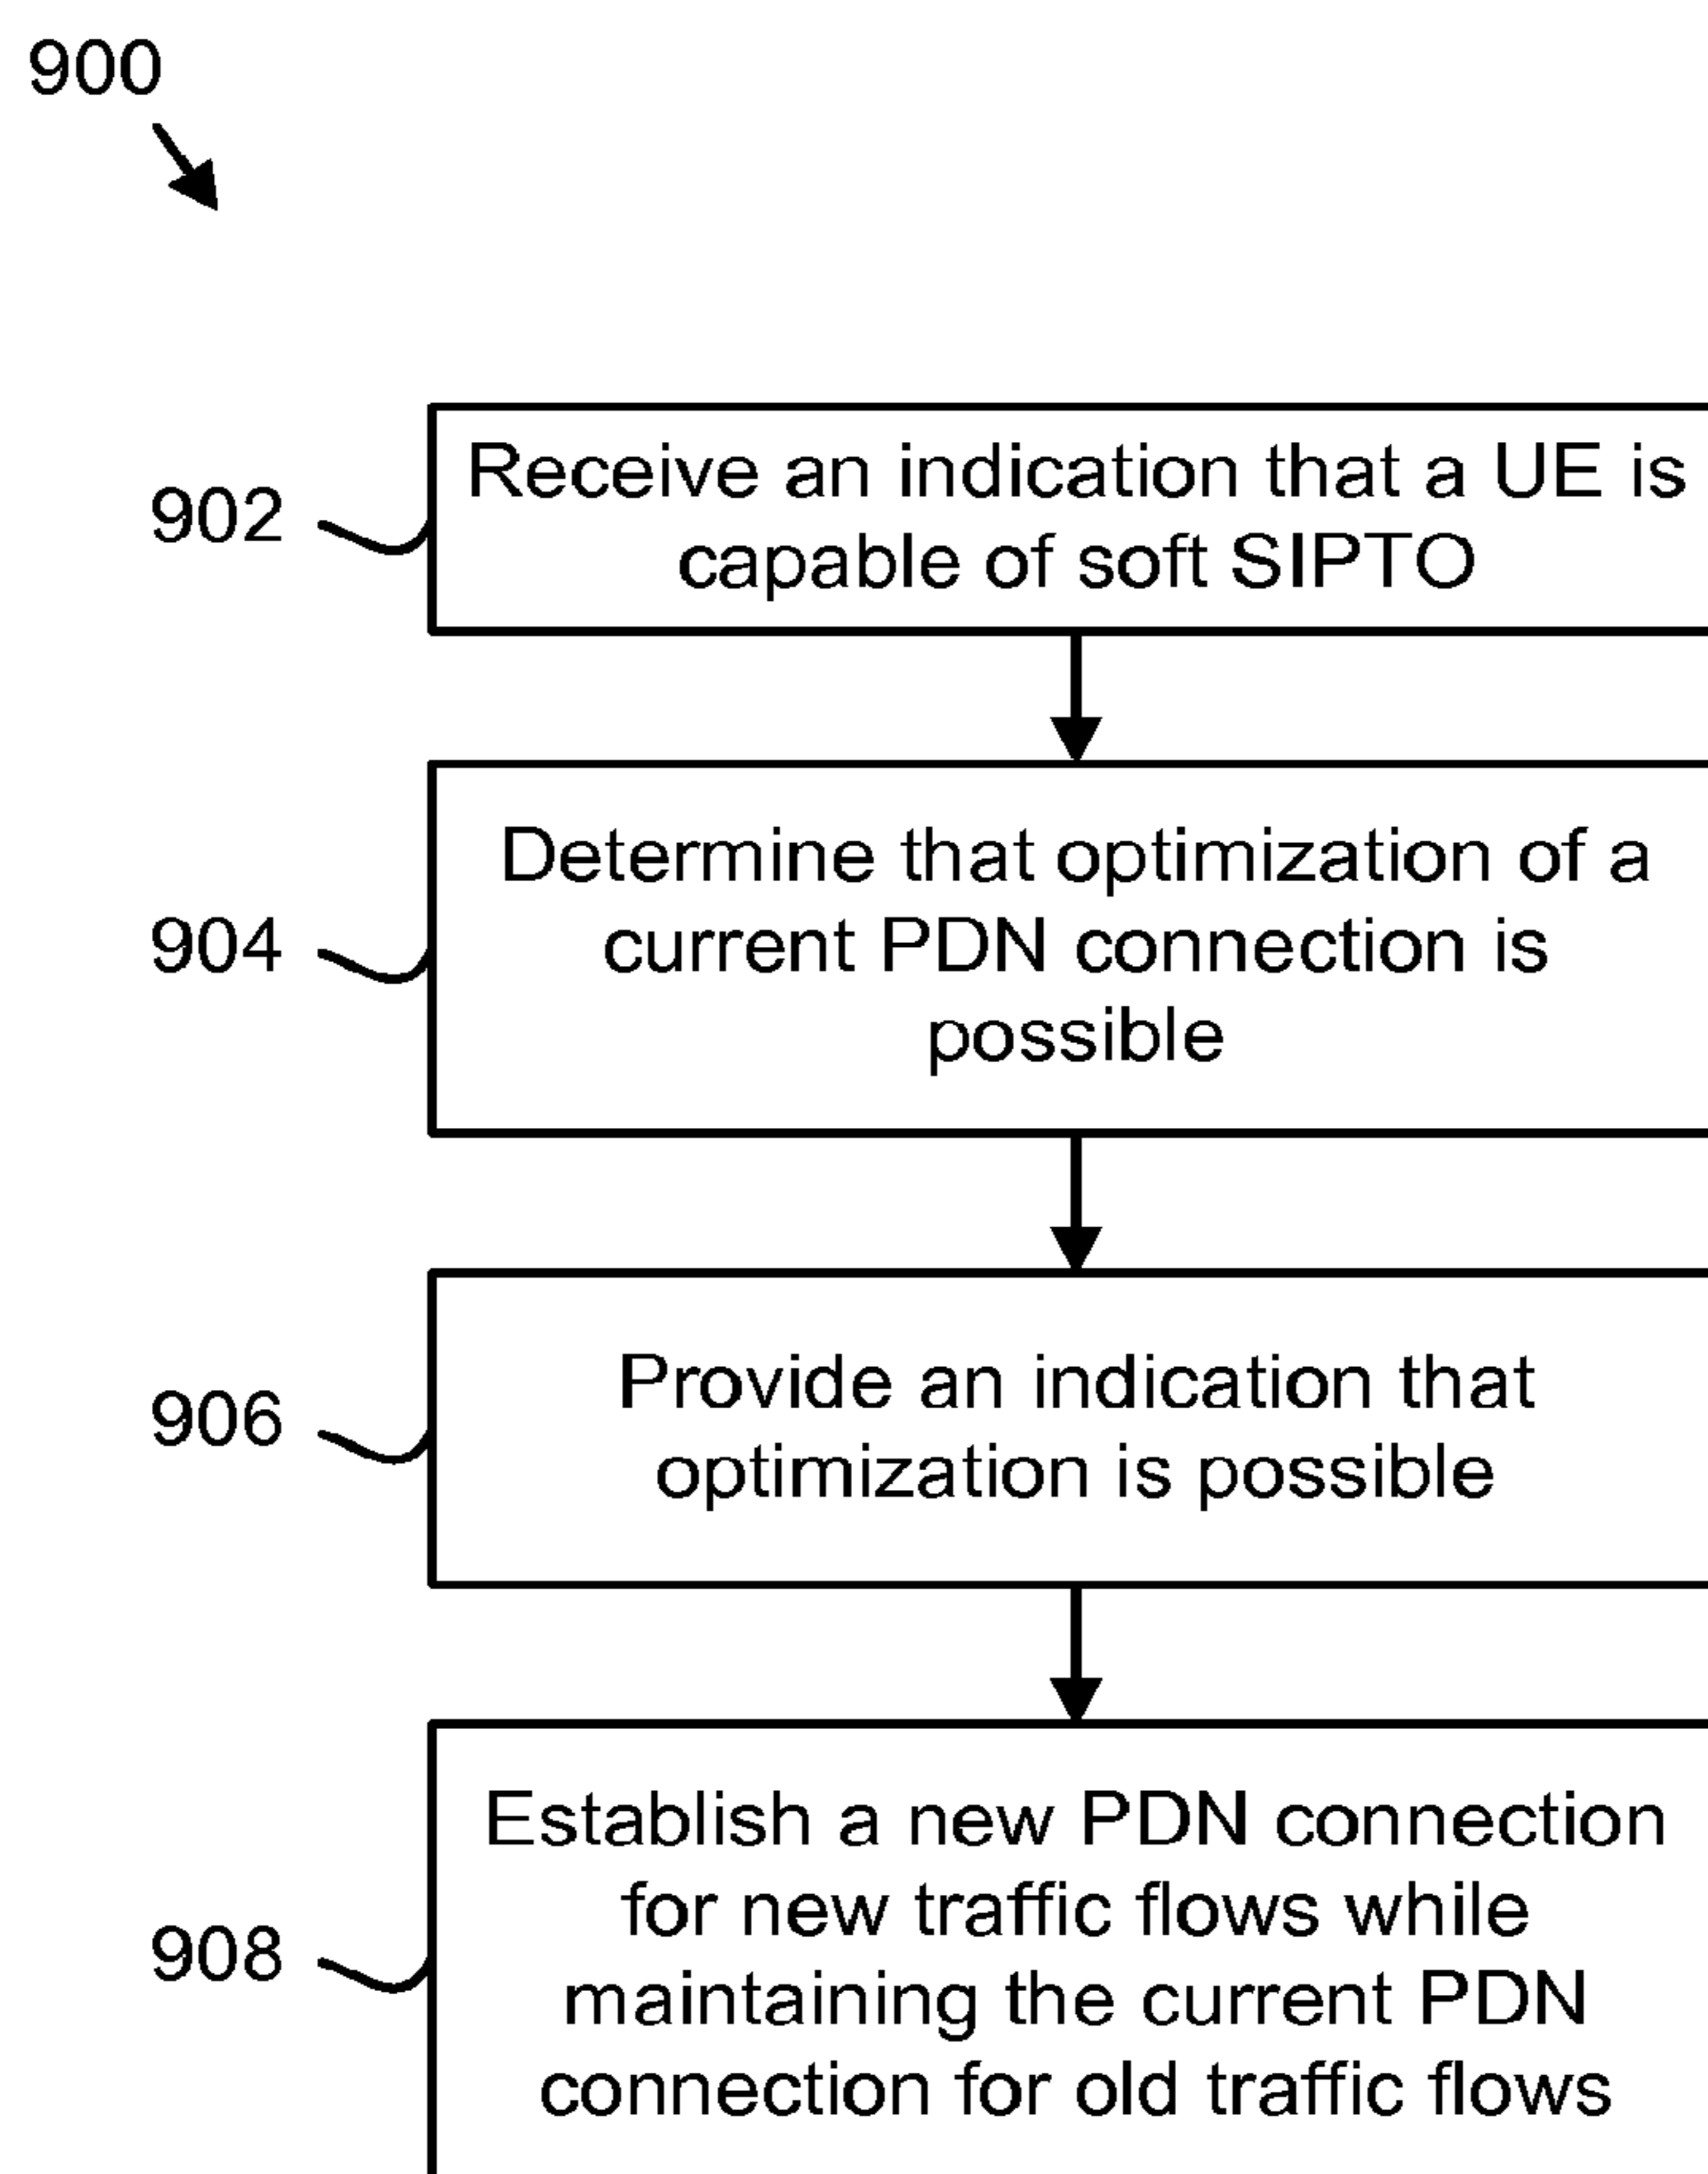 900
902
Receive an indication that a UE is
capable of soft SIPTO
904
Determine that optimization of a
current PDN connection is
possible
906
Provide an indication that
optimization is possible
908
Establish a new PDN connection
for new traffic flows while
maintaining the current PDN
connection for old traffic flows